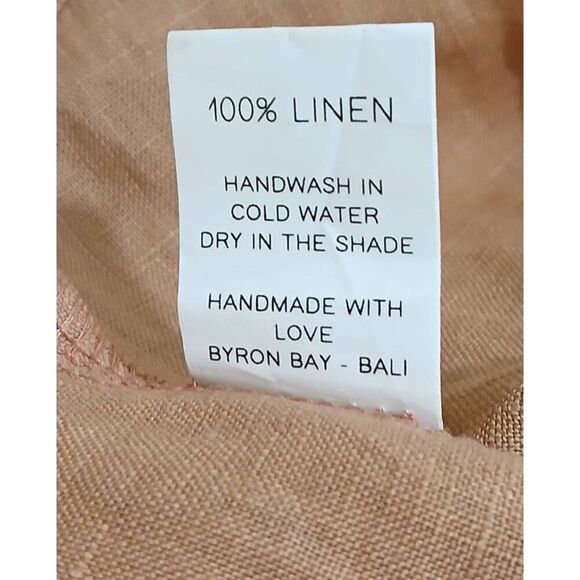 100% LINEN
HANDWASH IN
COLD WATER
DRY IN THE SHADE
HANDMADE WITH
LOVE
BYRON BAY - BALI